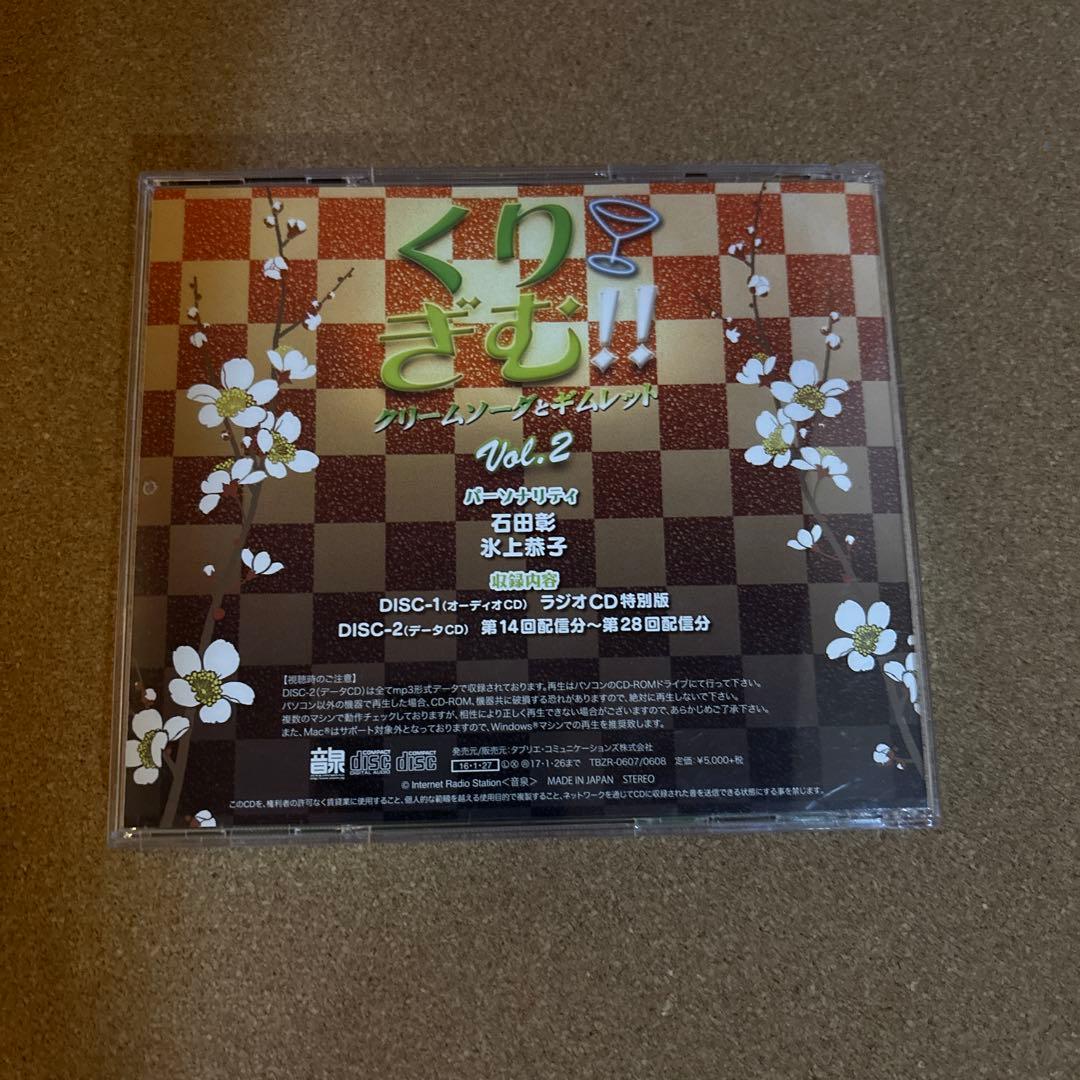 くり
ぎむ!!
クリームソーダとギムレット
Vol.2
パーソナリティ
石田彰
氷上恭子
収録内容
DISC-1(オーディオCD) ラジオCD特別版
DISC-2(データCD) 第14回配信分〜第28回配信分
【視聴時のご注意】
DISC-2(データCD)は全てmp3形式データで収録されております。再生はパソコンのCD-ROMドライブにて行って下さい。
パソコン以外の機器で再生した場合、CD-ROM、機器共に破損する恐れがありますので、絶対に再生しないで下さい。
複数のマシンで動作チェックしておりますが、相性により正しく再生できない場合がございますので、あらかじめご了承下さい。
また、Mac®はサポート対象外となっておりますので、Windows®マシンでの再生を推奨致します。
音泉 COMPACT disc DIGITAL AUDIO COMPACT disc
発売元/販売元:タブリエ・コミュニケーションズ株式会社
16・1・27 17・1・26まで TBZR-0607/0608 定価:¥5,000+税
© Internet Radio Station<音泉> MADE IN JAPAN STEREO
このCDを、権利者の許可なく賃貸業に使用すること、個人的な範疇を越える使用目的で複製すること、ネットワークを通じてCDに収録された音を送信できる状態にする事を禁じます。